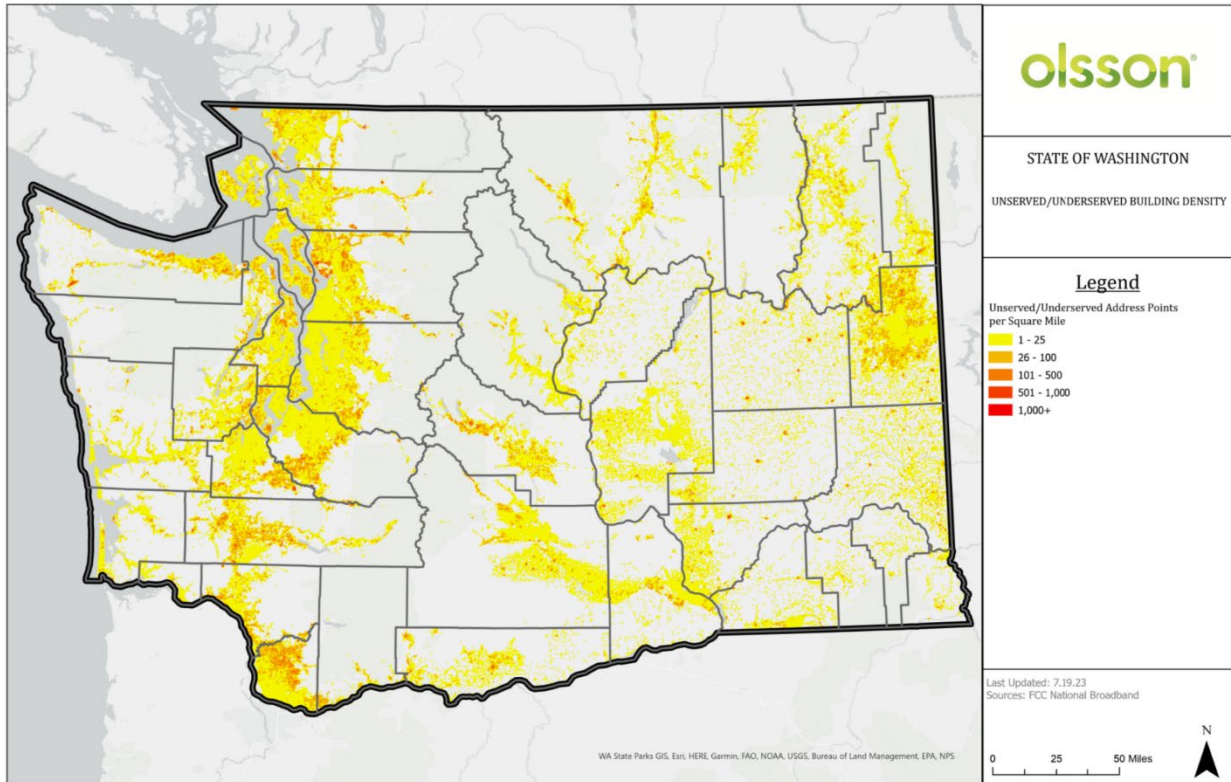 olsson®
STATE OF WASHINGTON
UNSERVED/UNDERSERVED BUILDING DENSITY
Legend
Unserved/Underserved Address Points
per Square Mile
1 - 25
26 - 100
101 - 500
501 - 1,000
1,000+
Last Updated: 7.19.23
Sources: FCC National Broadband
N
0 25 50 Miles
WA State Parks GIS, Esri, HERE, Garmin, FAO, NOAA, USGS, Bureau of Land Management, EPA, NPS